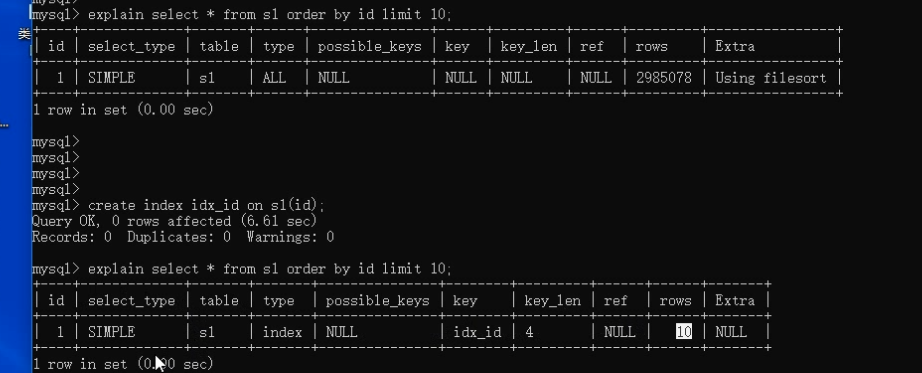 mysql> explain select * from s1 order by id limit 10;
+----+-------------+-------+------+---------------+------+---------+------+---------+----------------+
| id | select_type | table | type | possible_keys | key | key_len | ref | rows | Extra |
| 1 | SIMPLE | s1 | ALL | NULL | NULL | NULL | NULL | 2985078 | Using filesort |
1 row in set (0.00 sec)
mysql>
mysql>
mysql>
mysql>
mysql> create index idx_id on s1(id);
Query OK, 0 rows affected (6.61 sec)
Records: 0 Duplicates: 0 Warnings: 0
mysql> explain select * from s1 order by id limit 10;
| id | select_type | table | type | possible_keys | key | key_len | ref | rows | Extra |
| 1 | SIMPLE | s1 | index | NULL | idx_id | 4 | NULL | 10 | NULL |
1 row in set (0.00 sec)